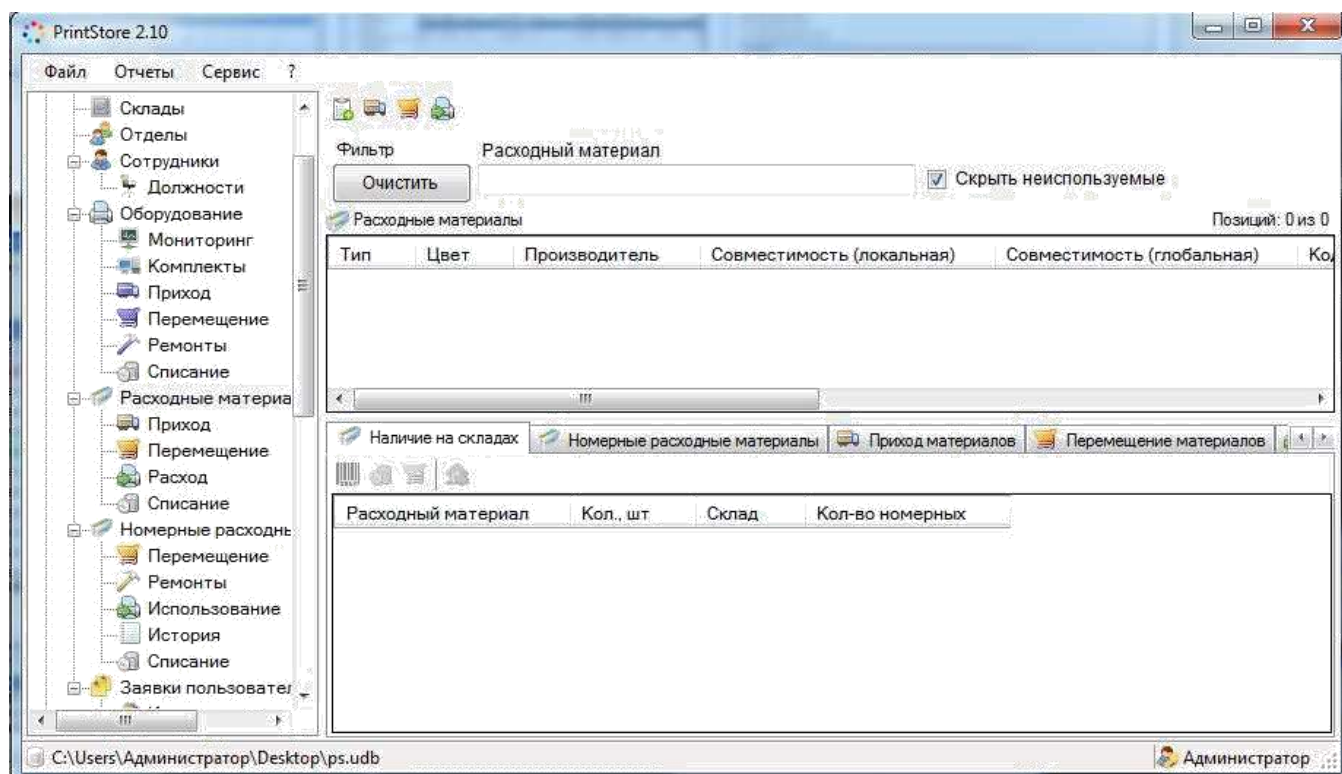 PrintStore 2.10
Файл Отчеты Сервис ?
Склады
Отделы
Сотрудники
Должности
Оборудование
Мониторинг
Комплекты
Приход
Перемещение
Ремонты
Списание
Расходные материа
Приход
Перемещение
Расход
Списание
Номерные расходнь
Перемещение
Ремонты
Использование
История
Списание
Заявки пользовател
Фильтр Расходный материал
Очистить Скрыть неиспользуемые
Расходные материалы Позиций: 0 из 0
Тип Цвет Производитель Совместимость (локальная) Совместимость (глобальная) Ко
Наличие на складах Номерные расходные материалы Приход материалов Перемещение материалов
Расходный материал Кол., шт Склад Кол-во номерных
C:\Users\Администратор\Desktop\ps.udb Администратор